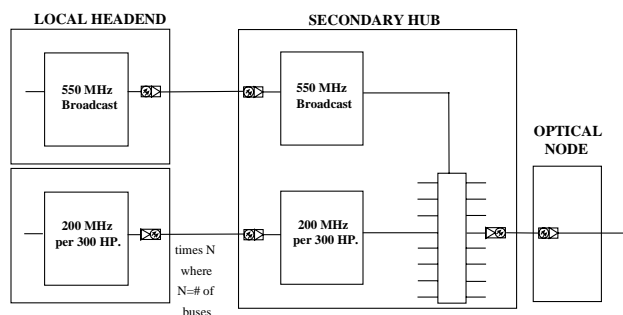 LOCAL HEADEND
SECONDARY HUB
550 MHz
Broadcast
550 MHz
Broadcast
OPTICAL
NODE
200 MHz
per 300 HP.
times N
where
N=# of
buses
200 MHz
per 300 HP.